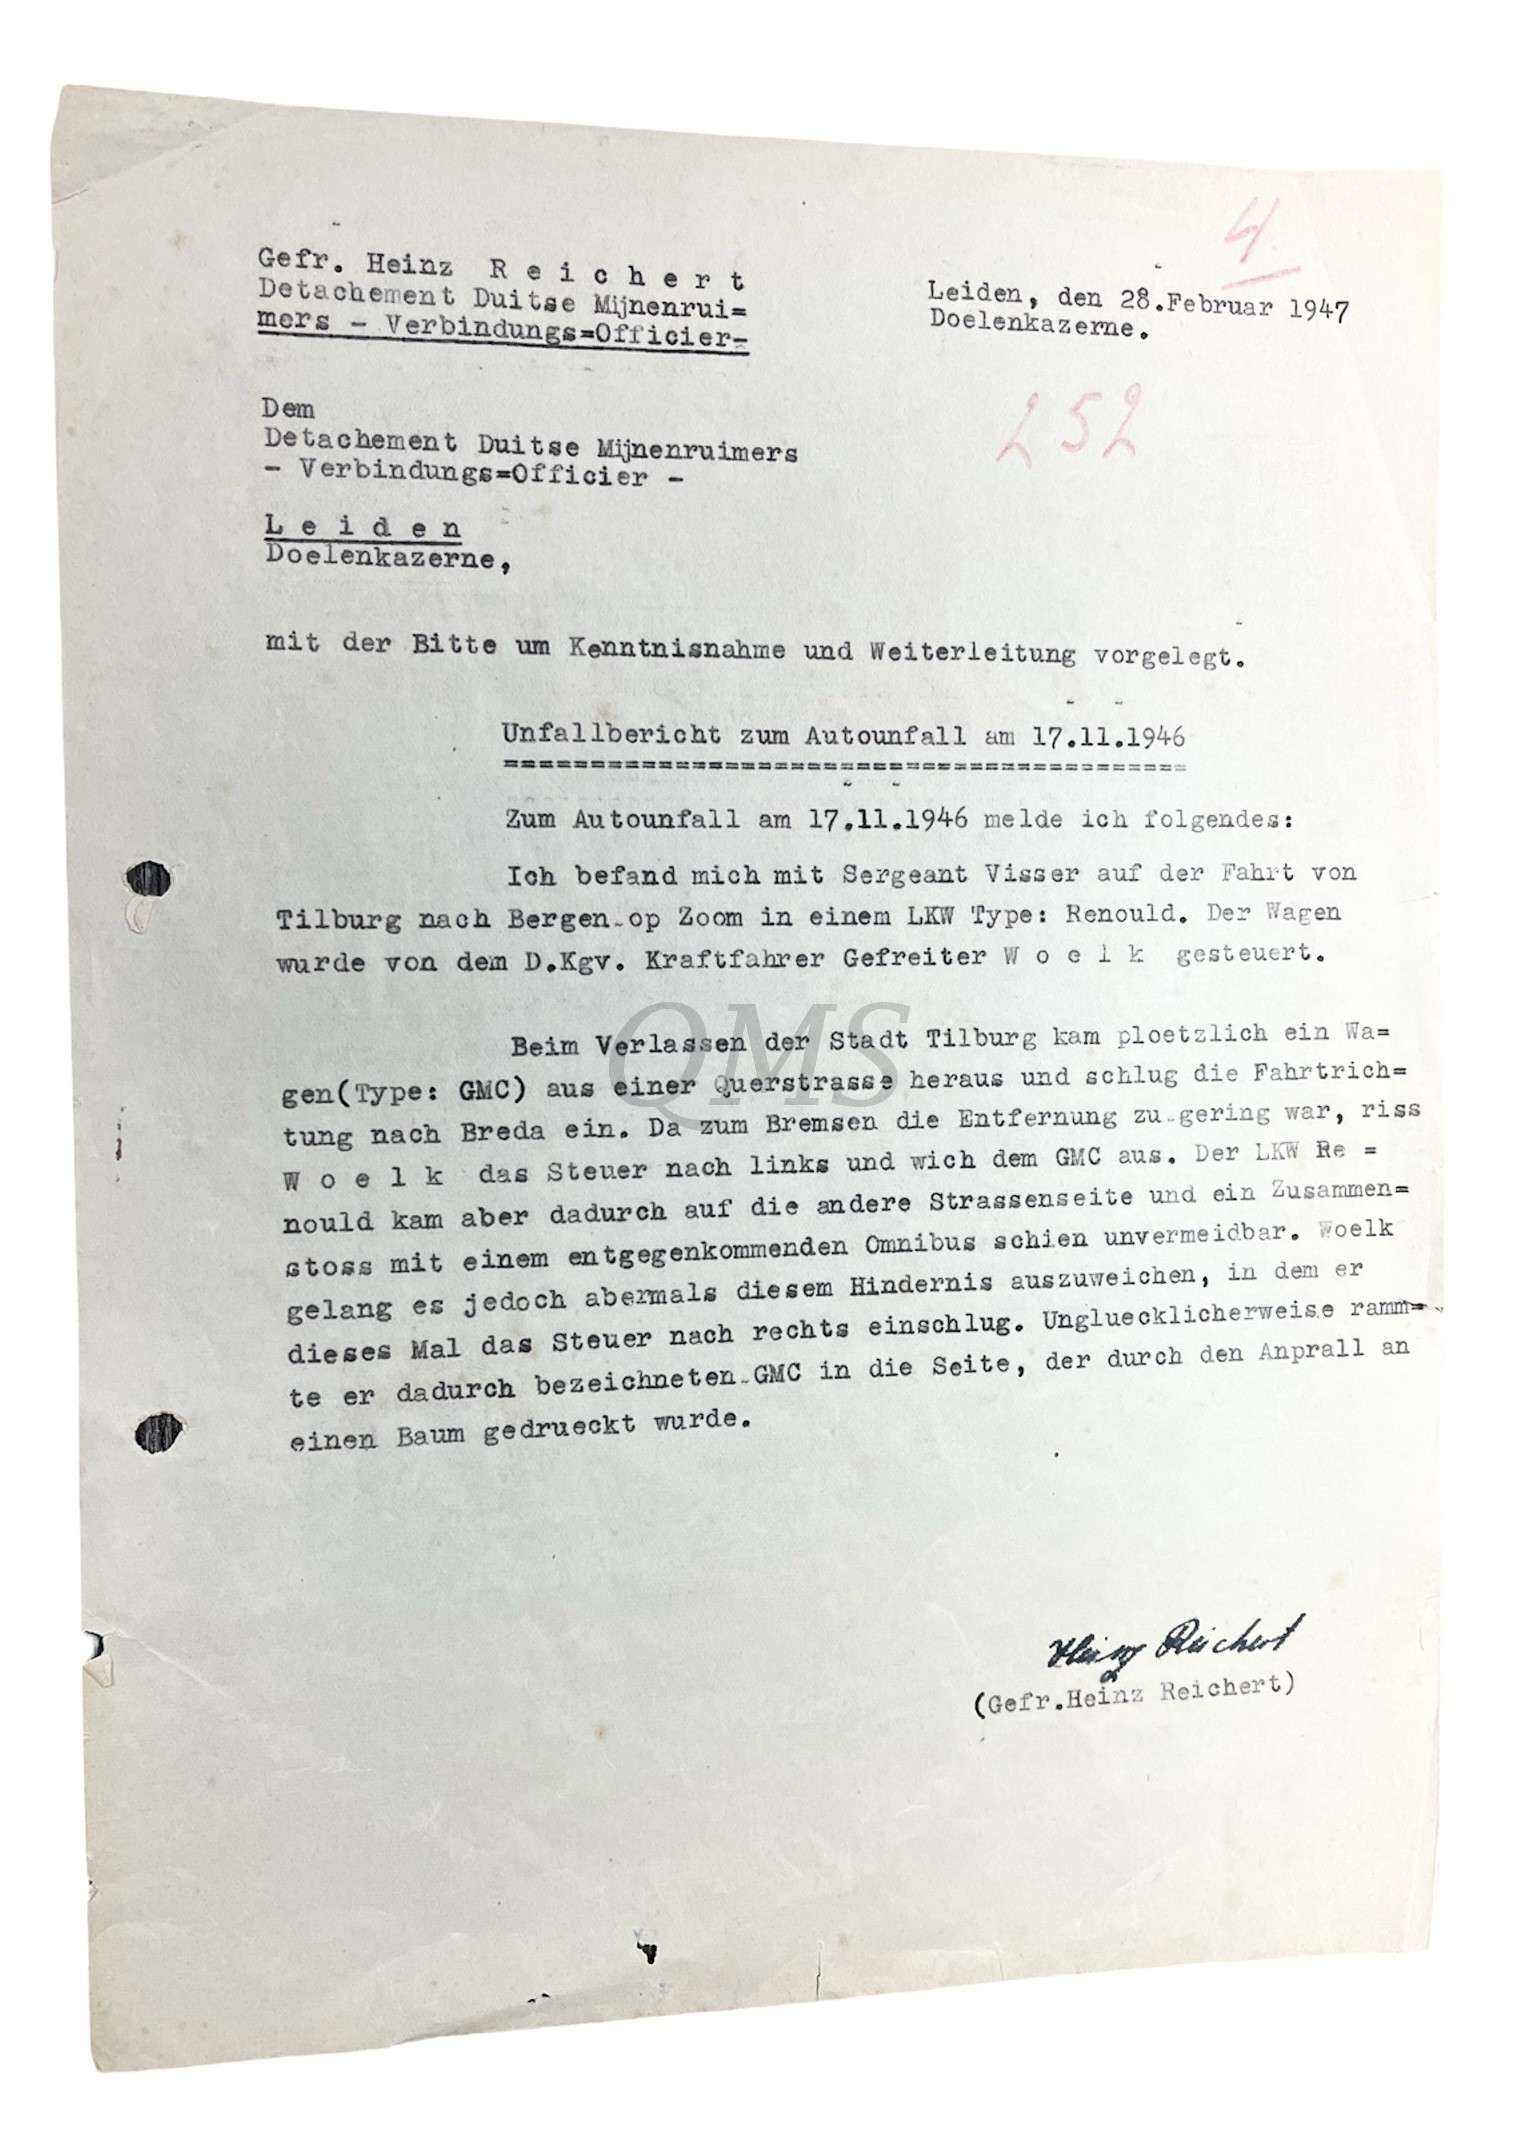 4
Gefr. Heinz R e i c h e r t
Detachement Duitse Mijnenrui=
mers - Verbindungs=Officier-
Leiden, den 28.Februar 1947
Doelenkazerne.
252
Dem
Detachement Duitse Mijnenruimers
- Verbindungs=Officier -
L e i d e n
Doelenkazerne,
mit der Bitte um Kenntnisnahme und Weiterleitung vorgelegt.
Unfallbericht zum Autounfall am 17.11.1946
==========================================
Zum Autounfall am 17.11.1946 melde ich folgendes:
Ich befand mich mit Sergeant Visser auf der Fahrt von
Tilburg nach Bergen op Zoom in einem LKW Type: Renould. Der Wagen
wurde von dem D.Kgv. Kraftfahrer Gefreiter W o e l k gesteuert.
Beim Verlassen der Stadt Tilburg kam ploetzlich ein Wa=
gen(Type: GMC) aus einer Querstrasse heraus und schlug die Fahrtrich=
tung nach Breda ein. Da zum Bremsen die Entfernung zu gering war, riss
W o e l k das Steuer nach links und wich dem GMC aus. Der LKW Re =
nould kam aber dadurch auf die andere Strassenseite und ein Zusammen=
stoss mit einem entgegenkommenden Omnibus schien unvermeidbar. Woelk
gelang es jedoch abermals diesem Hindernis auszuweichen, in dem er
dieses Mal das Steuer nach rechts einschlug. Ungluecklicherweise ramm=
te er dadurch bezeichneten GMC in die Seite, der durch den Anprall an
einen Baum gedrueckt wurde.
QMS
Heinz Reichert
(Gefr.Heinz Reichert)